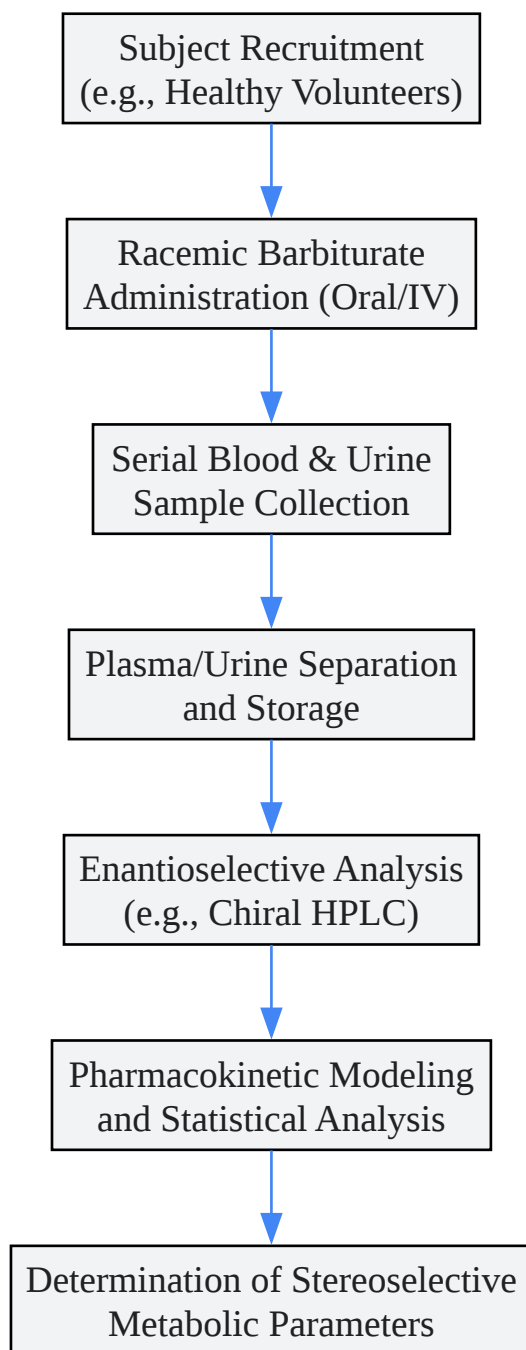 Subject Recruitment
(e.g., Healthy Volunteers)
Racemic Barbiturate
Administration (Oral/IV)
Serial Blood & Urine
Sample Collection
Plasma/Urine Separation
and Storage
Enantioselective Analysis
(e.g., Chiral HPLC)
Pharmacokinetic Modeling
and Statistical Analysis
Determination of Stereoselective
Metabolic Parameters